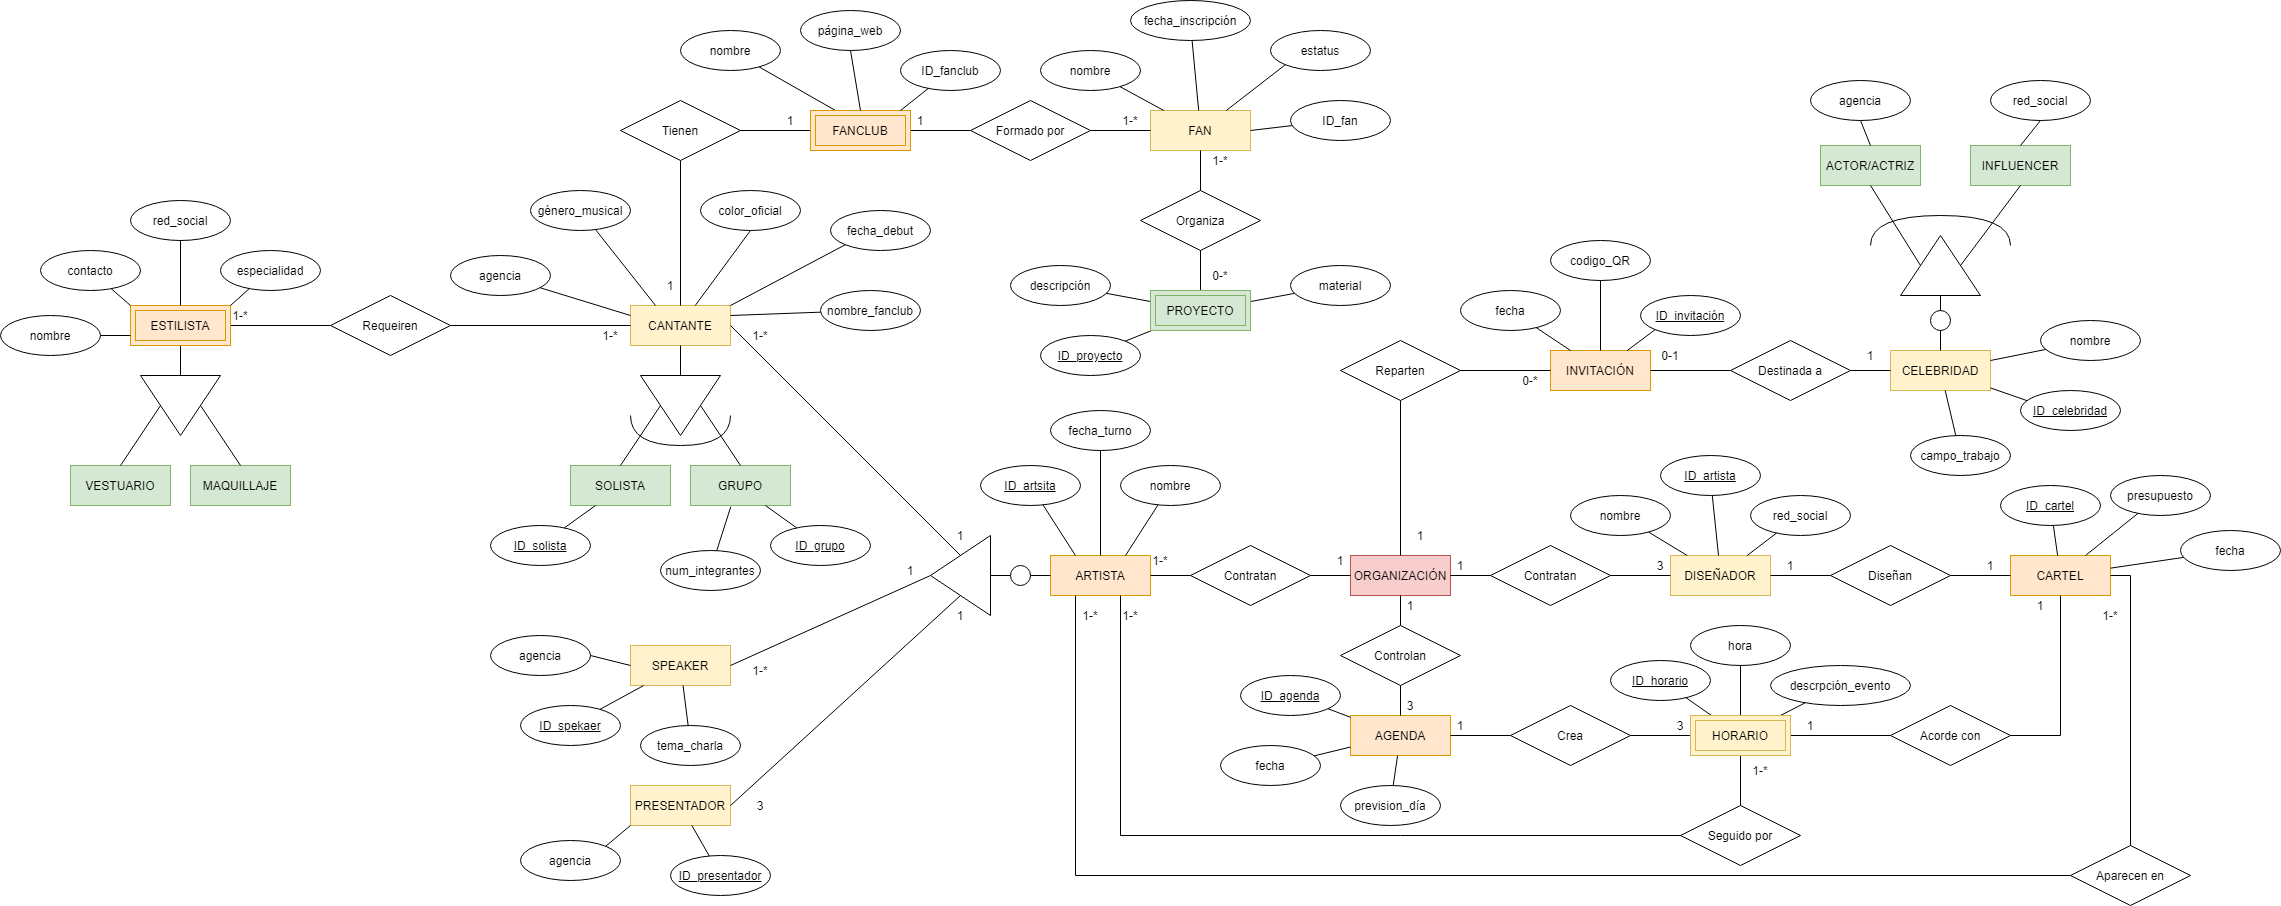 fecha_inscripción
página_web
nombre
estatus
ID_fanclub
nombre
agencia
red_social
ID_fan
Tienen
1
FANCLUB
1
Formado por
1-*
FAN
1-*
ACTOR/ACTRIZ
INFLUENCER
género_musical
color_oficial
red_social
Organiza
fecha_debut
contacto
especialidad
agencia
codigo_QR
0-*
1
descripción
material
nombre_fanclub
PROYECTO
fecha
ID_invitación
ESTILISTA
1-*
Requeiren
1-*
CANTANTE
1-*
nombre
ID_proyecto
nombre
0-1
1
Reparten
0-*
INVITACIÓN
Destinada a
CELEBRIDAD
ID_celebridad
fecha_turno
campo_trabajo
VESTUARIO
MAQUILLAJE
SOLISTA
GRUPO
ID_artsita
nombre
ID_artista
presupuesto
ID_cartel
nombre
red_social
ID_solista
ID_grupo
num_integrantes
1
1
fecha
1
1-*
1
1
3
1
1
ARTISTA
Contratan
ORGANIZACIÓN
Contratan
DISEÑADOR
Diseñan
CARTEL
1
1-*
1-*
1
1
1-*
agencia
SPEAKER
1-*
Controlan
hora
ID_horario
descrpción_evento
ID_agenda
3
ID_spekaer
tema_charla
AGENDA
1
Crea
3
HORARIO
1
Acorde con
fecha
1-*
PRESENTADOR
3
prevision_día
Seguido por
agencia
ID_presentador
Aparecen en